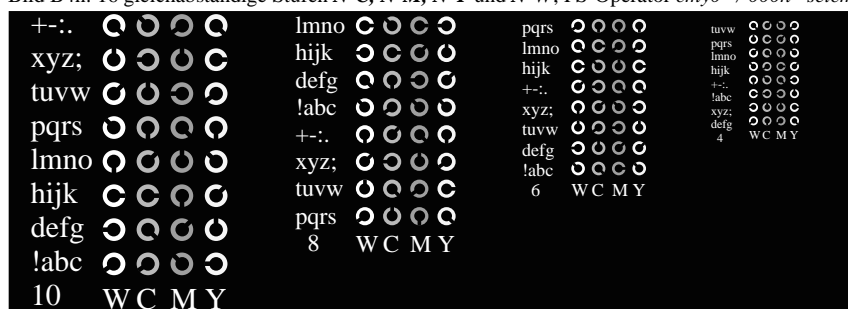 +-:.
xyz;
tuvw
pqrs
lmno
hijk
defg
!abc
10 W C M Y
lmno
hijk
defg
!abc
+-:.
xyz;
tuvw
pqrs
8 W C M Y
pqrs
lmno
hijk
+-:.
xyz;
tuvw
defg
!abc
6 W C M Y
tuvw
pqrs
lmno
hijk
+-:.
!abc
xyz;
defg
4 W C M Y